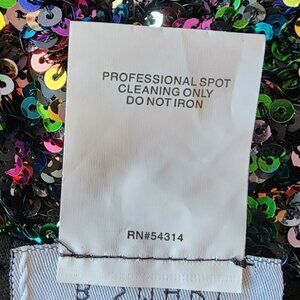 PROFESSIONAL SPOT
CLEANING ONLY
DO NOT IRON
RN#54314